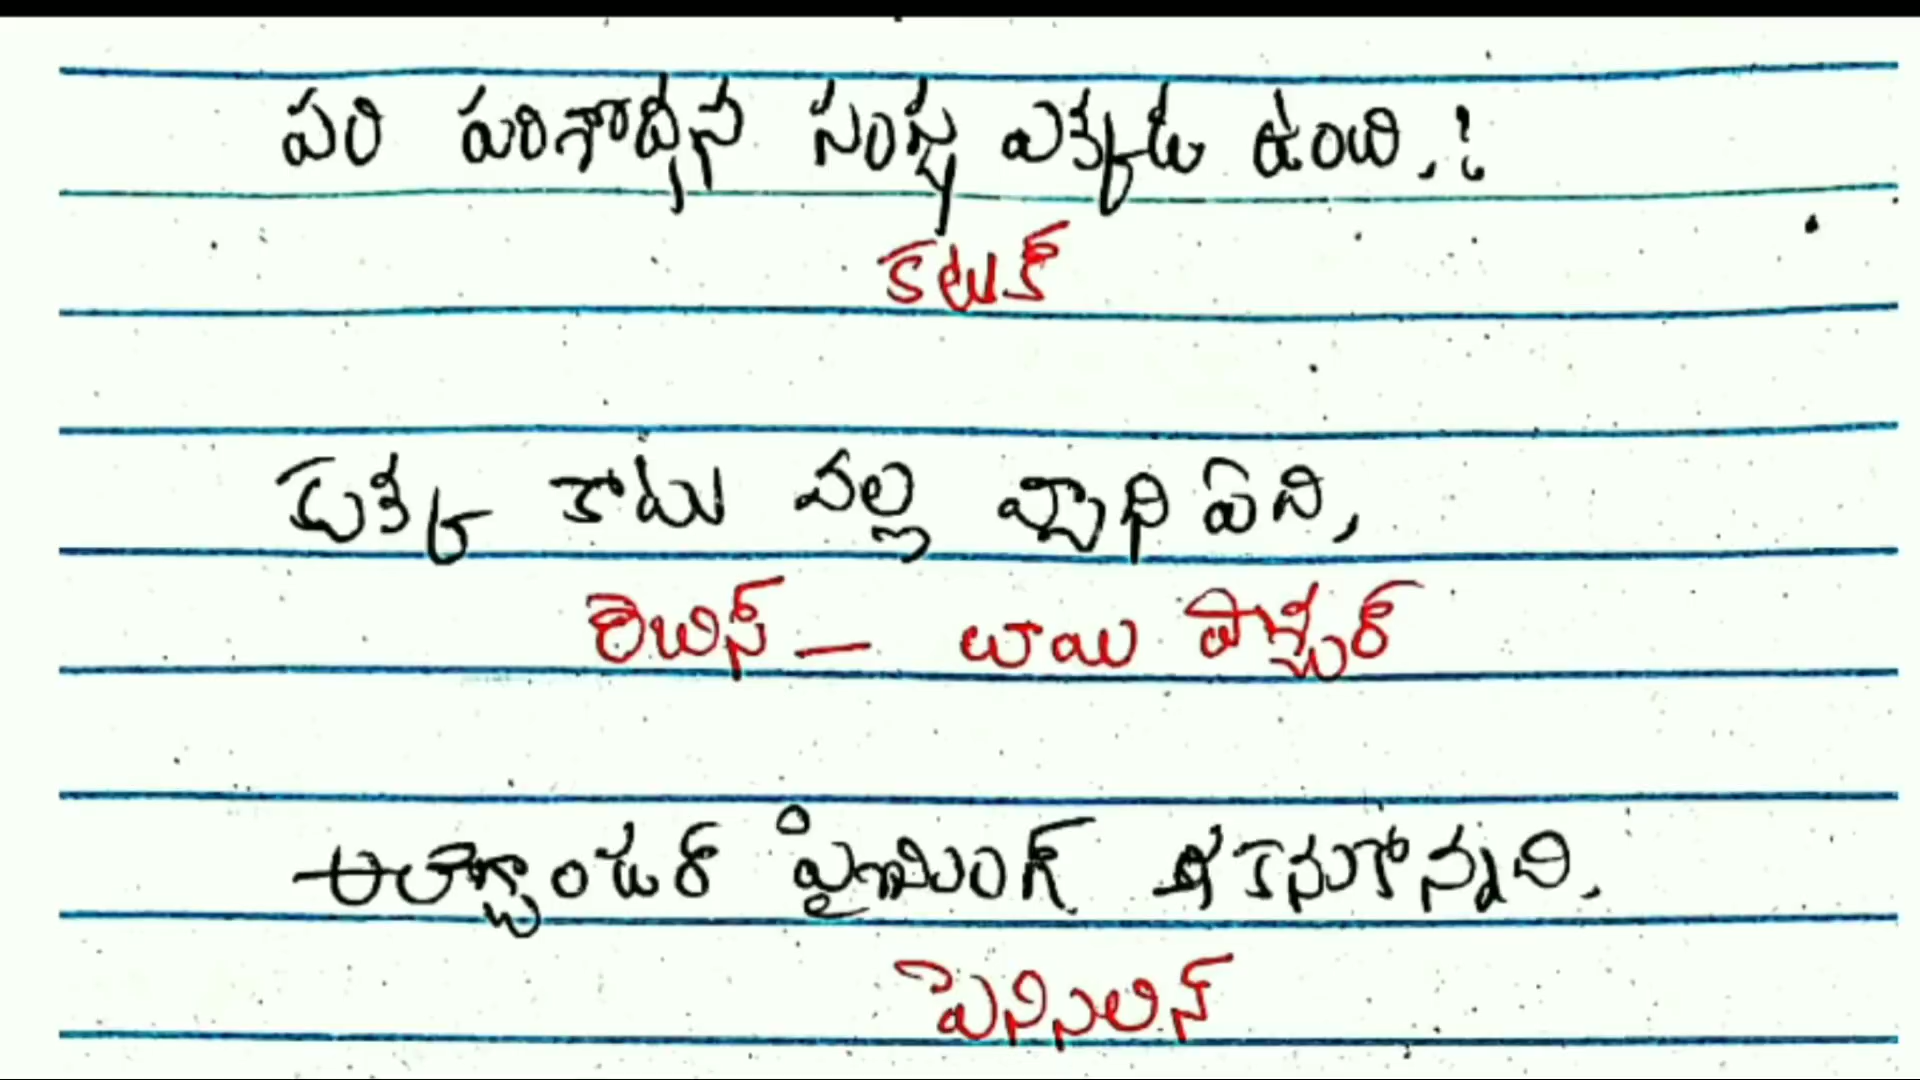 వరి పరిశోధన సంస్థ ఎక్కడ ఉంది.?
కటక్
కుక్క కాటు వల్ల వ్యాధి ఏది,
రెబిస్ - లూయి పాశ్చర్
అలెగ్జాండర్ ప్లెమింగ్ కనుకొన్నది.
పెనిసిలిన్